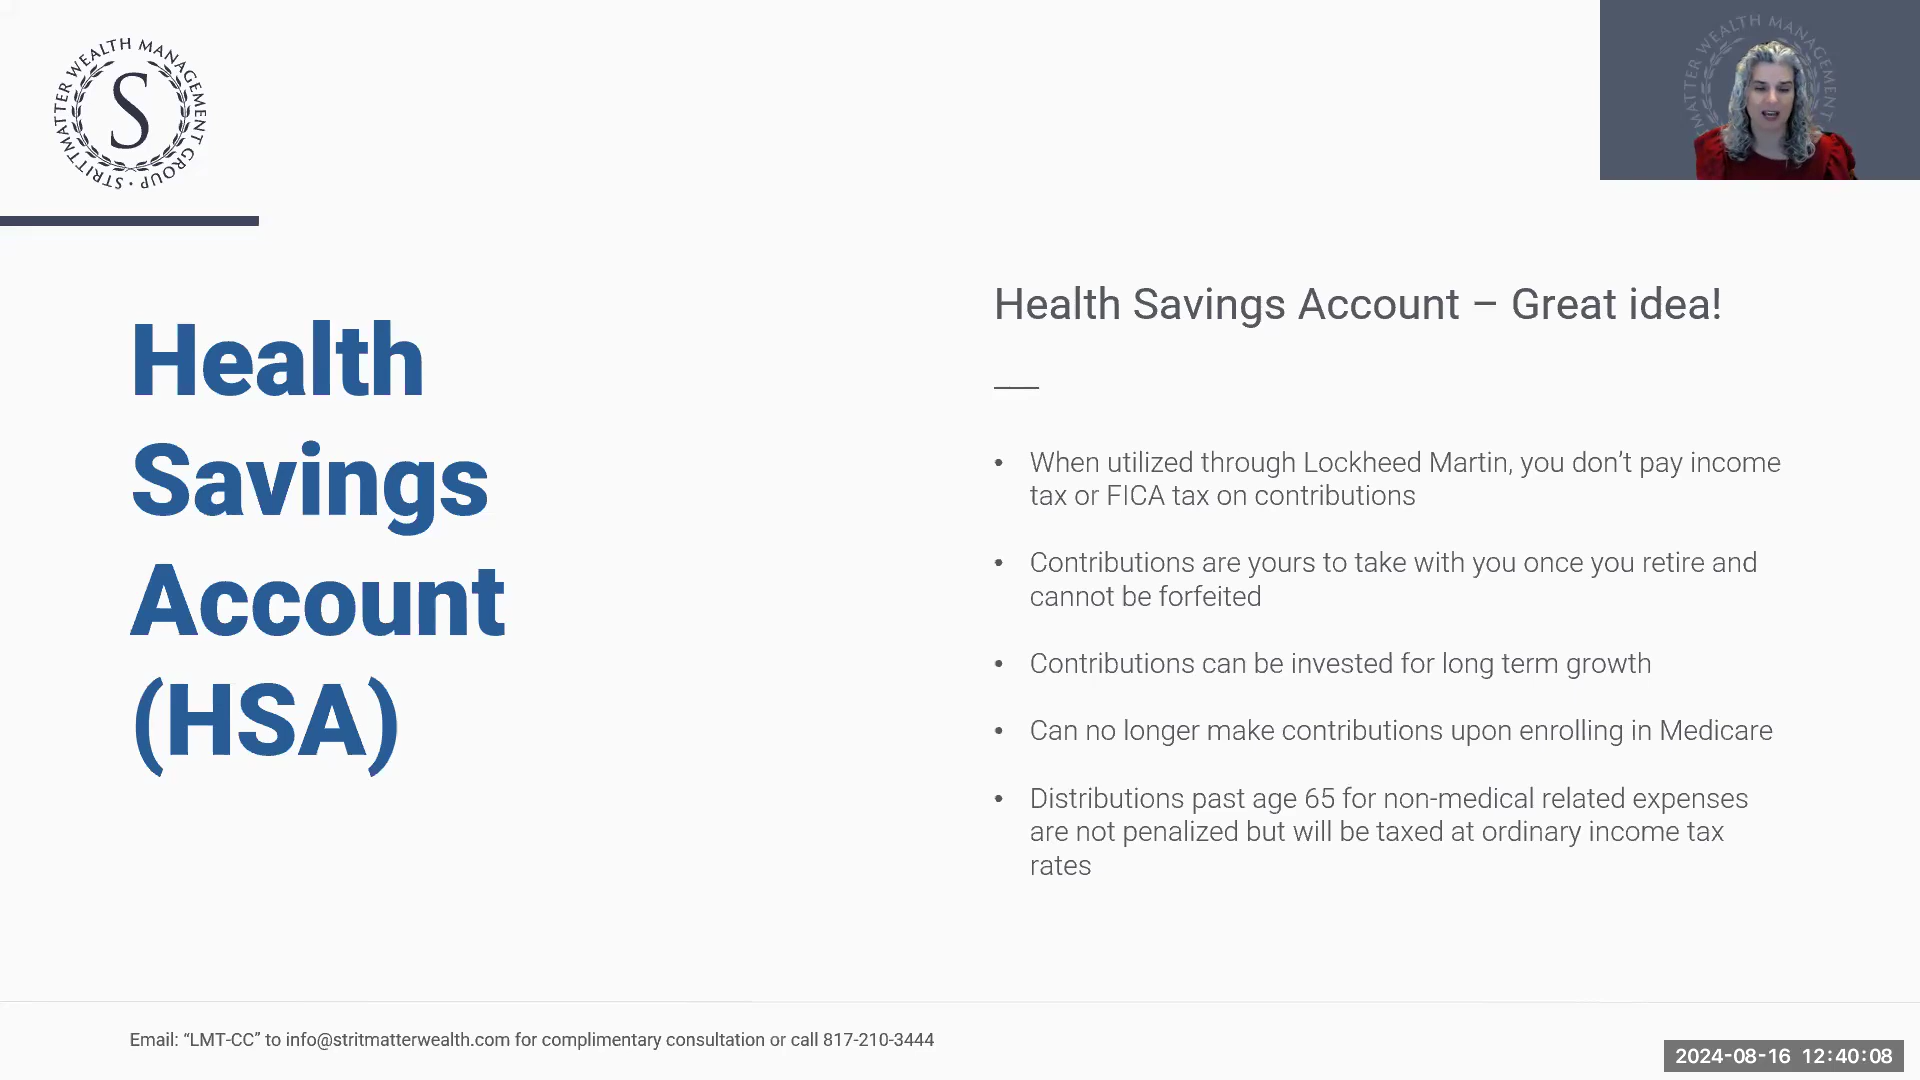 STRITTMATTER WEALTH MANAGEMENT GROUP ·
S
MATTER WEALTH MANAGEMENT
Health
Savings
Account
(HSA)
Health Savings Account – Great idea!
• When utilized through Lockheed Martin, you don’t pay income
tax or FICA tax on contributions
• Contributions are yours to take with you once you retire and
cannot be forfeited
• Contributions can be invested for long term growth
• Can no longer make contributions upon enrolling in Medicare
• Distributions past age 65 for non-medical related expenses
are not penalized but will be taxed at ordinary income tax
rates
Email: “LMT-CC” to info@stritmatterwealth.com for complimentary consultation or call 817-210-3444
2024-08-16 12:40:08